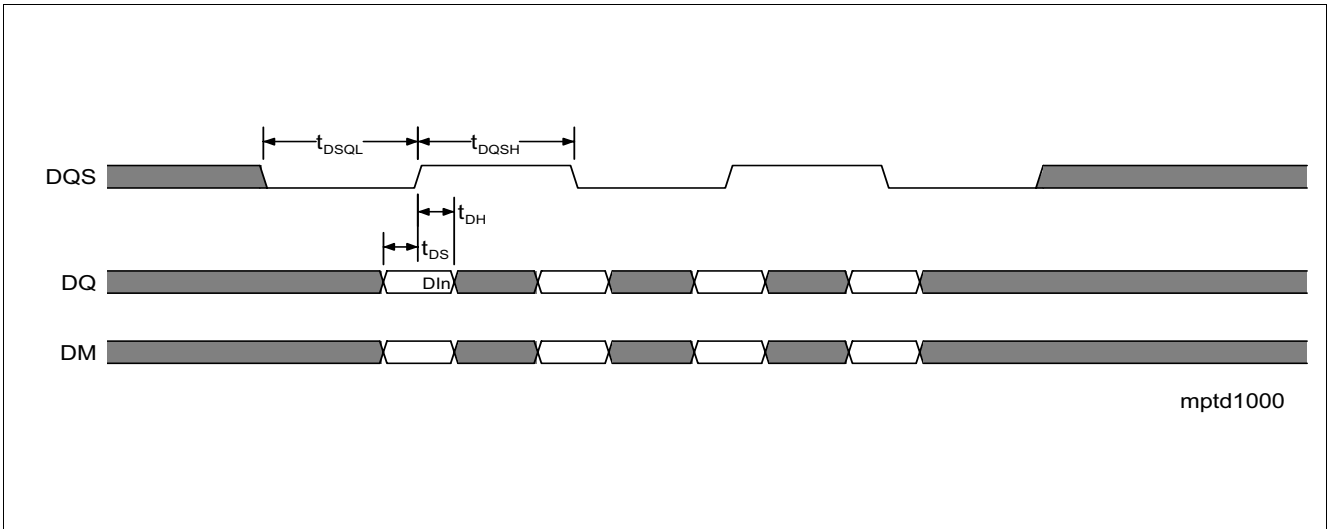 tDSQL
tDQSH
DQS
tDH
tDS
DQ
DIn
DM
mptd1000